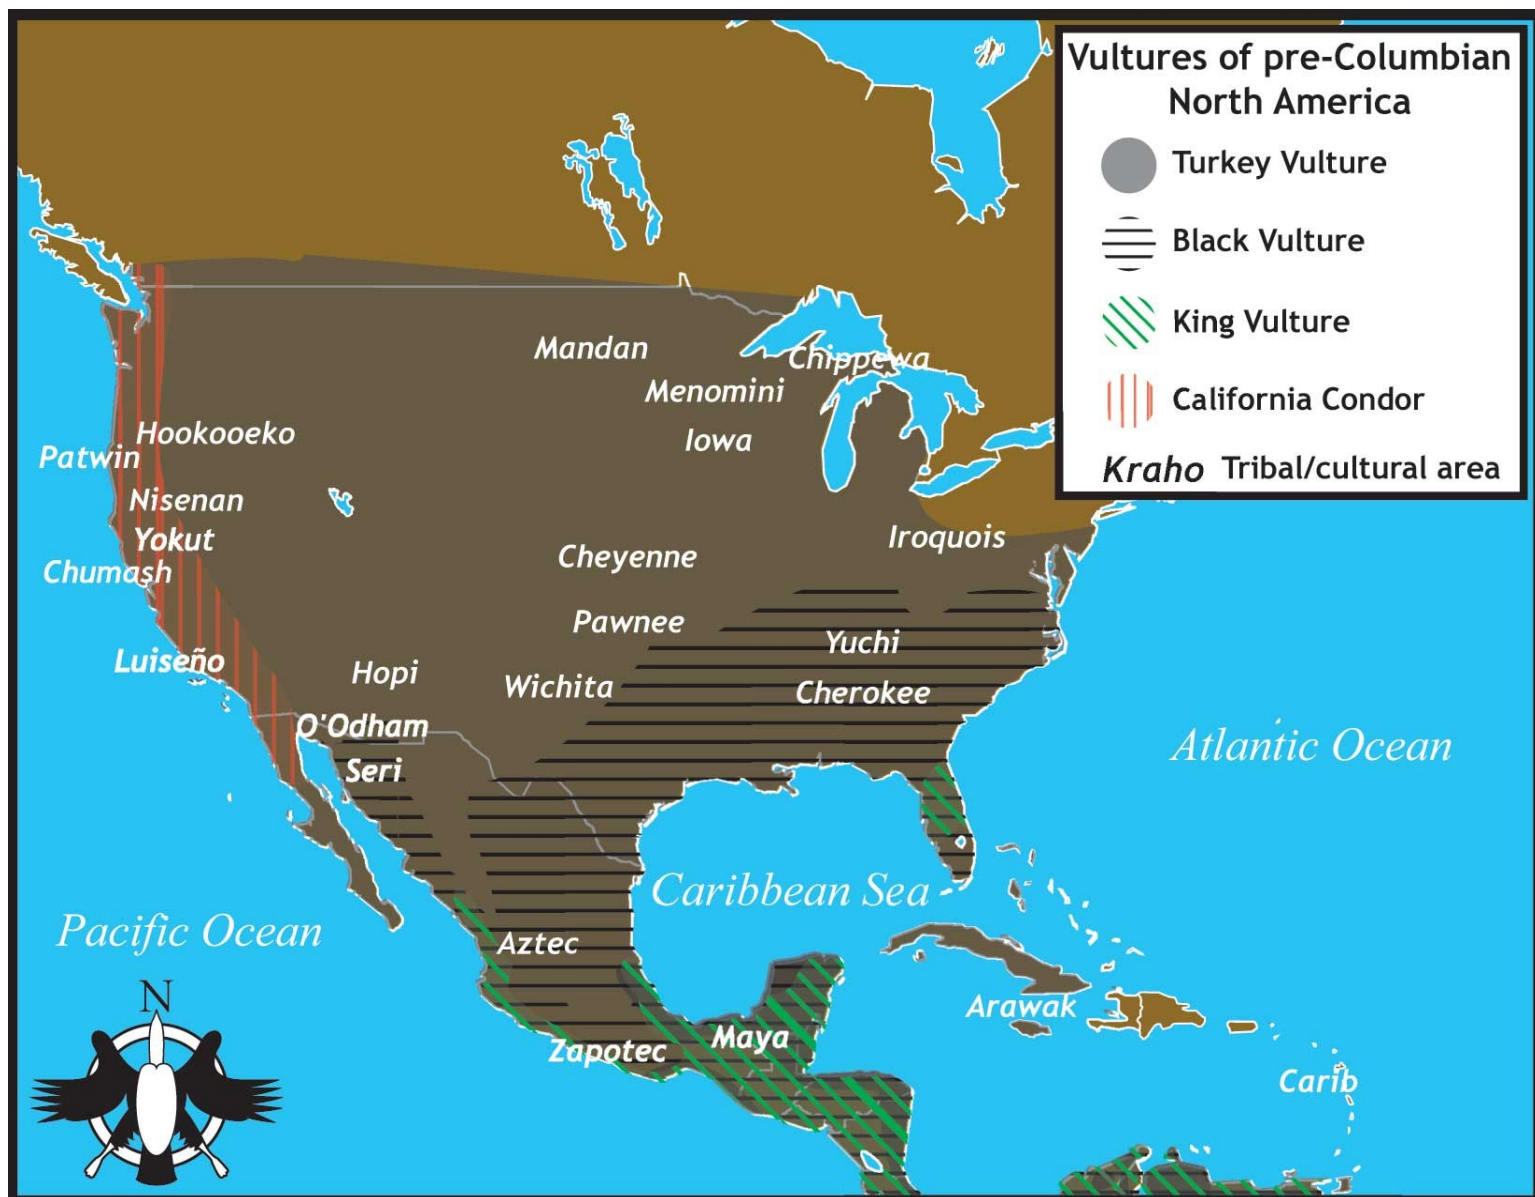 Vultures of pre-Columbian
North America
Turkey Vulture
Black Vulture
King Vulture
California Condor
Kraho Tribal/cultural area
Mandan
Chippewa
Menomini
Hookooeko
Iowa
Patwin
Nisenan
Yokut
Iroquois
Cheyenne
Chumash
Pawnee
Yuchi
Luiseño
Hopi
Wichita
Cherokee
O'Odham
Seri
Atlantic Ocean
Caribbean Sea
Pacific Ocean
Aztec
N
Arawak
Maya
Zapotec
Carib